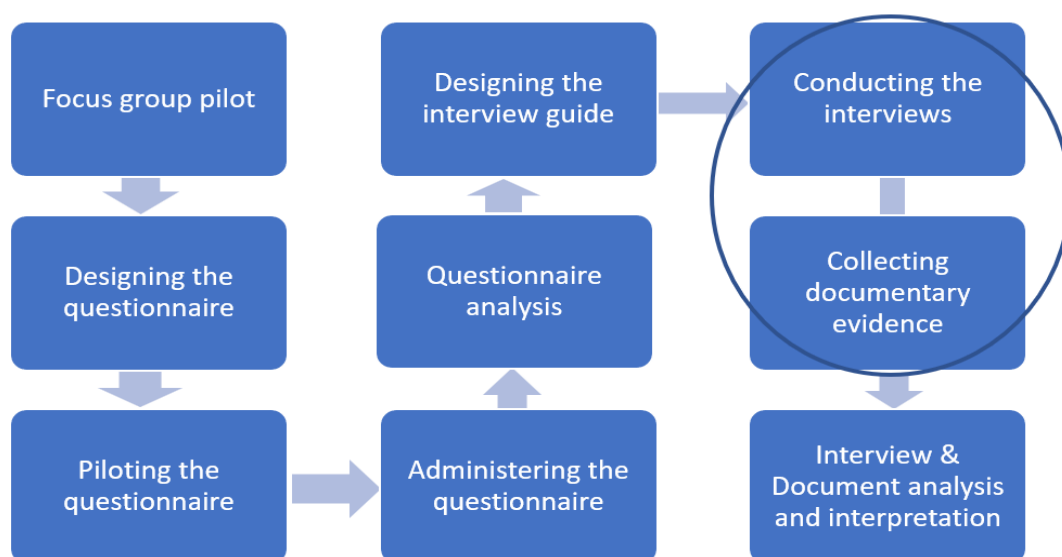 Focus group pilot
Designing the
questionnaire
Piloting the
questionnaire
Administering the
questionnaire
Questionnaire
analysis
Designing the
interview guide
Conducting the
interviews
Collecting
documentary
evidence
Interview &
Document analysis
and interpretation